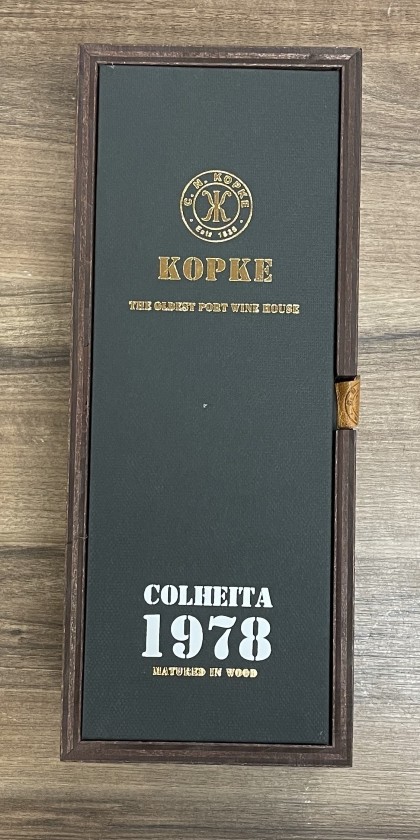 C. N. KOPKE
Estd 1638
KOPKE
THE OLDEST PORT WINE HOUSE
COLHEITA
1978
MATURED IN WOOD